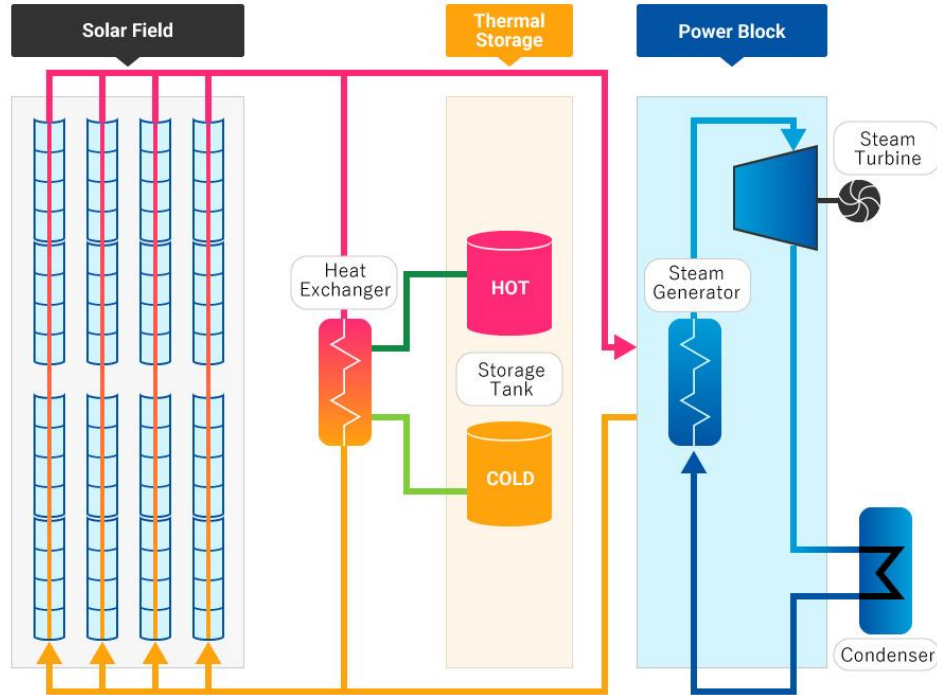 Solar Field
Thermal
Storage
Power Block
Steam
Turbine
Heat
Exchanger
HOT
Steam
Generator
Storage
Tank
COLD
Condenser